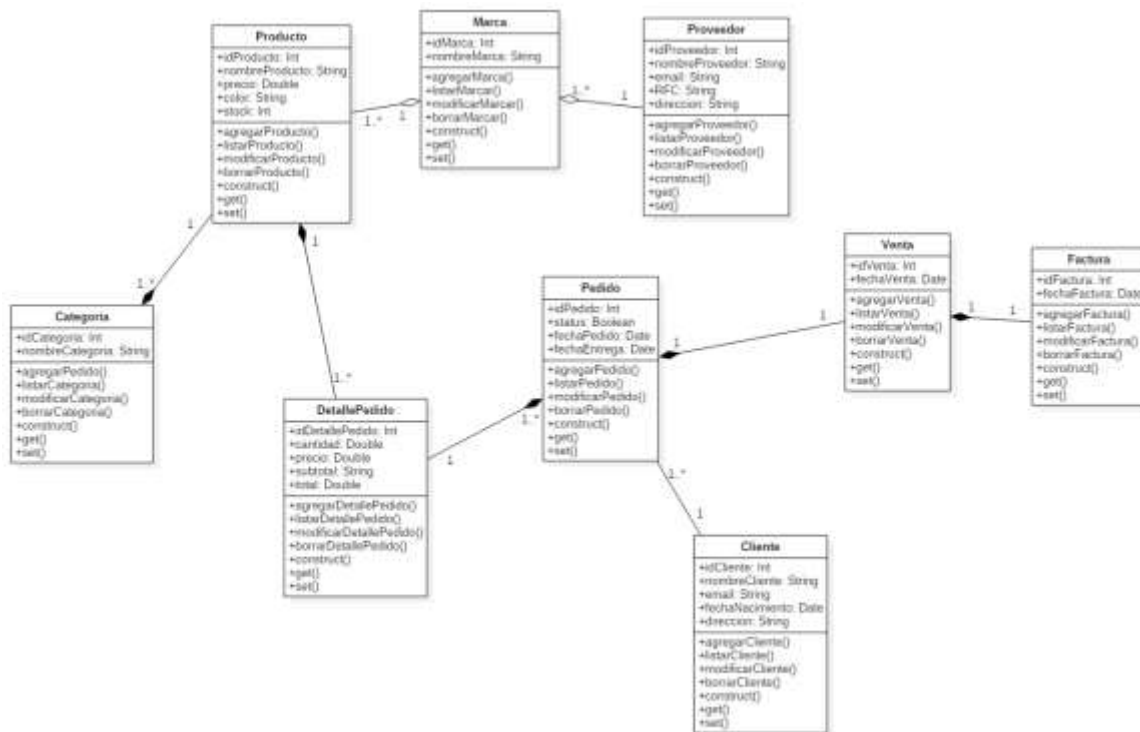 Producto
+idProducto: Int
+nombreProducto: String
+precio: Double
+color: String
+stock: Int
+agregarProducto()
+listarProducto()
+modificarProducto()
+borrarProducto()
+construct()
+get()
+set()
Marca
+idMarca: Int
+nombreMarca: String
+agregarMarca()
+listarMarcar()
+modificarMarcar()
+borrarMarcar()
+construct()
+get()
+set()
Proveedor
+idProveedor: Int
+nombreProveedor: String
+email: String
+RFC: String
+direccion: String
+agregarProveedor()
+listarProveedor()
+modificarProveedor()
+borrarProveedor()
+construct()
+get()
+set()
1..*
1
1..*
1
1
1..*
1
1..*
Categoria
+idCategoria: Int
+nombreCategoria: String
+agregarPedido()
+listarCategoria()
+modificarCategoria()
+borrarCategoria()
+construct()
+get()
+set()
DetallePedido
+idDetallePedido: Int
+cantidad: Double
+precio: Double
+subtotal: String
+total: Double
+agregarDetallePedido()
+listarDetallePedido()
+modificarDetallePedido()
+borrarDetallePedido()
+construct()
+get()
+set()
1
1..*
Pedido
+idPedido: Int
+status: Boolean
+fechaPedido: Date
+fechaEntrega: Date
+agregarPedido()
+listarPedido()
+modificarPedido()
+borrarPedido()
+construct()
+get()
+set()
1
1
Venta
+idVenta: Int
+fechaVenta: Date
+agregarVenta()
+listarVenta()
+modificarVenta()
+borrarVenta()
+construct()
+get()
+set()
1
1
Factura
+idFactura: Int
+fechaFactura: Date
+agregarFactura()
+listarFactura()
+modificarFactura()
+borrarFactura()
+construct()
+get()
+set()
1..*
1
Cliente
+idCliente: Int
+nombreCliente: String
+email: String
+fechaNacimiento: Date
+direccion: String
+agregarCliente()
+listarCliente()
+modificarCliente()
+borrarCliente()
+construct()
+get()
+set()